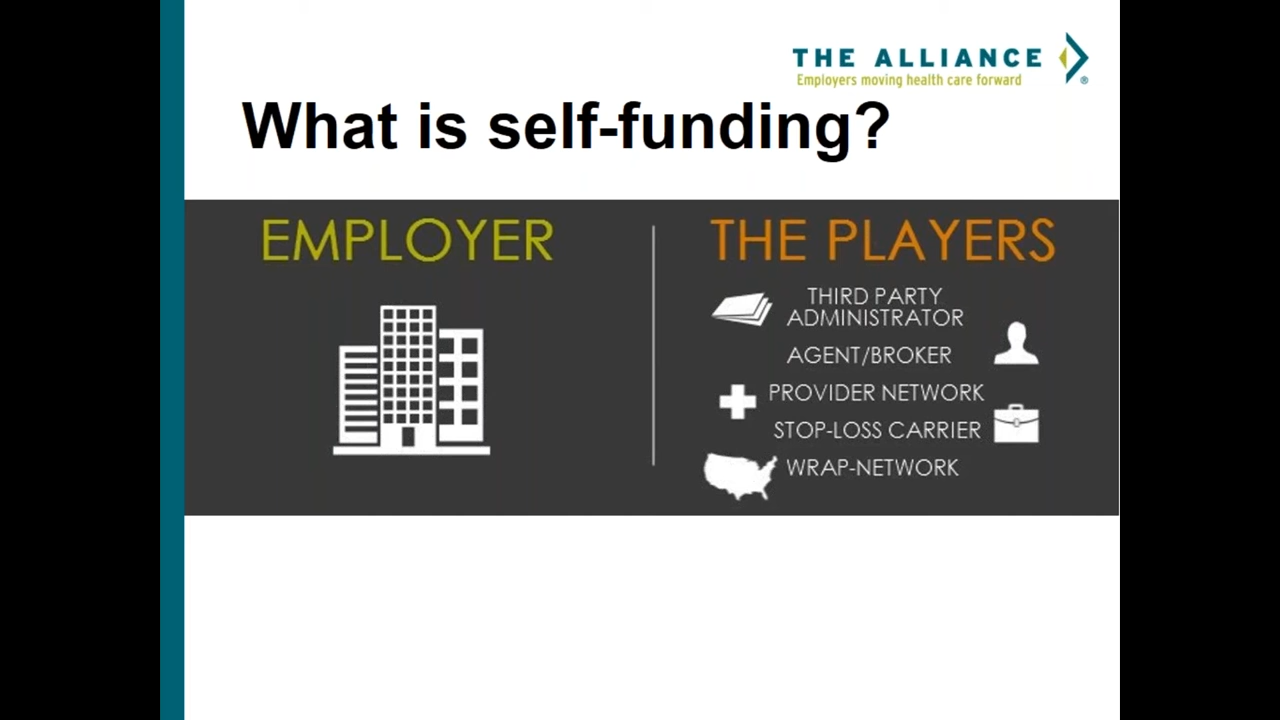 THE ALLIANCE
Employers moving health care forward
®
What is self-funding?
EMPLOYER
THE PLAYERS
THIRD PARTY
ADMINISTRATOR
AGENT/BROKER
PROVIDER NETWORK
STOP-LOSS CARRIER
WRAP-NETWORK